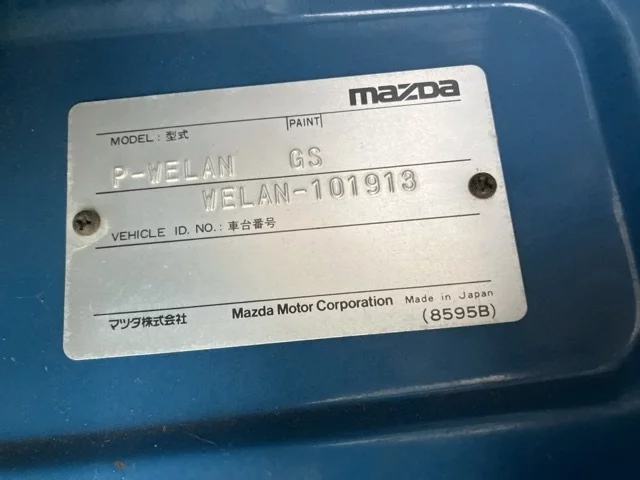 mazDa
MODEL: 型式 PAINT
P-WELAN GS
WELAN-101913
VEHICLE ID. NO.: 車台番号
マツダ株式会社 Mazda Motor Corporation Made in Japan
(8595B)